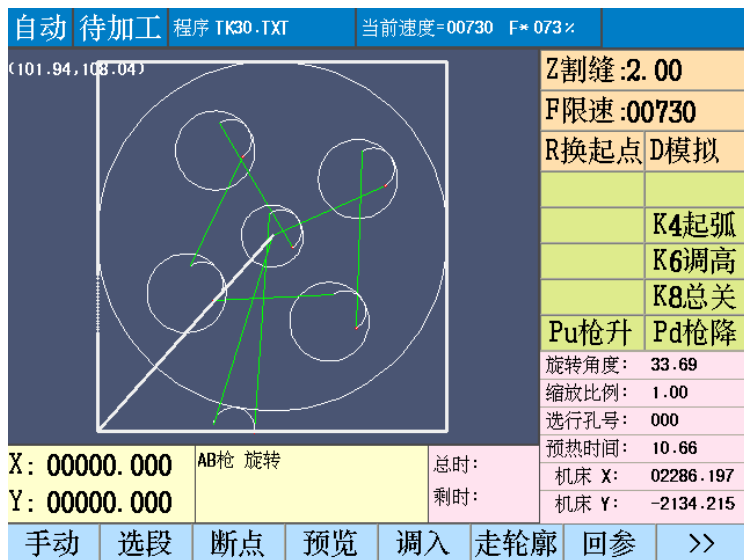 自动 待加工 程序 TK30.TXT 当前速度=00730 F*073%
(101.94,108.04)
Z割缝:2.00
F限速:00730
R换起点 D模拟
K4起弧
K6调高
K8总关
Pu枪升 Pd枪降
旋转角度: 33.69
缩放比例: 1.00
选行孔号: 000
预热时间: 10.66
机床 X: 02286.197
机床 Y: -2134.215
X: 00000.000
Y: 00000.000
AB枪 旋转
总时:
剩时:
手动 选段 断点 预览 调入 走轮廓 回参 >>